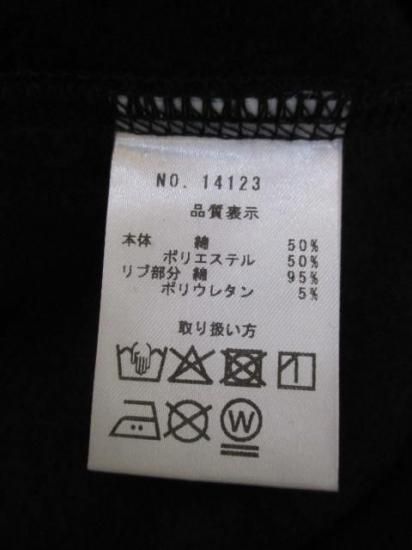 NO. 14123
品質表示
本体 綿 50%
ポリエステル 50%
リブ部分 綿 95%
ポリウレタン 5%
取り扱い方
W